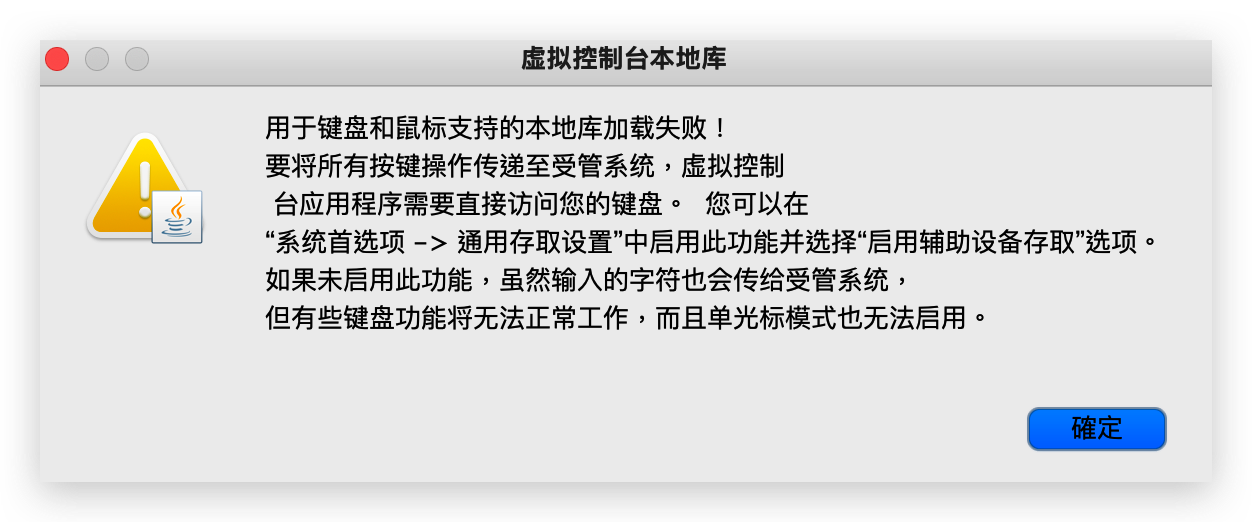 虚拟控制台本地库
用于键盘和鼠标支持的本地库加载失败！
要将所有按键操作传递至受管系统，虚拟控制
台应用程序需要直接访问您的键盘。 您可以在
“系统首选项 -> 通用存取设置”中启用此功能并选择“启用辅助设备存取”选项。
如果未启用此功能，虽然输入的字符也会传给受管系统，
但有些键盘功能将无法正常工作，而且单光标模式也无法启用。
確定